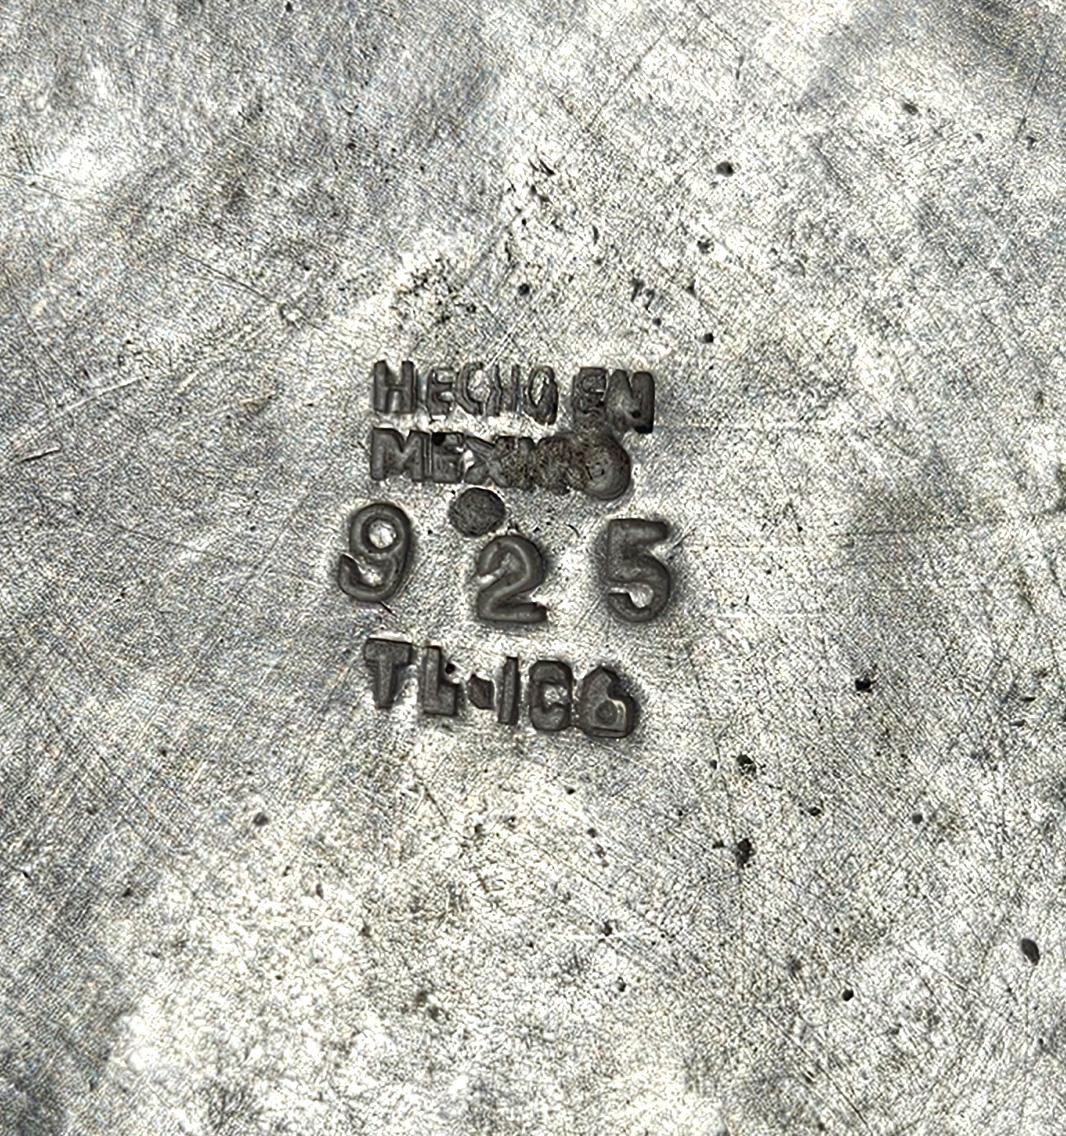 HECHO EN
MEXICO
925
TL-106